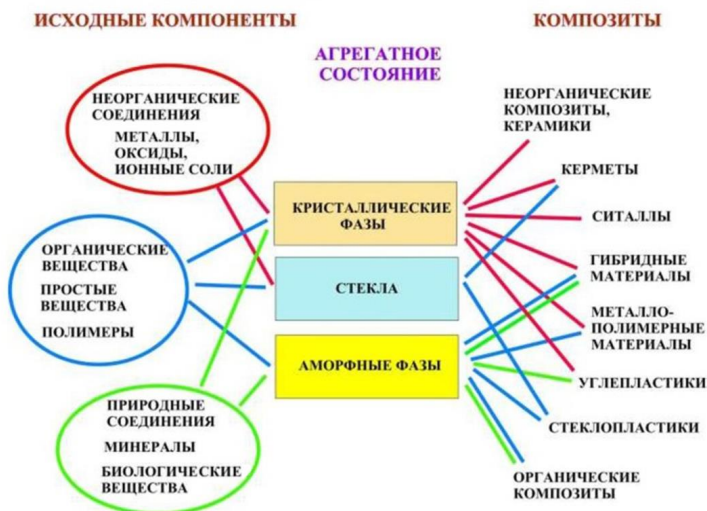 ИСХОДНЫЕ КОМПОНЕНТЫ
АГРЕГАТНОЕ
СОСТОЯНИЕ
КОМПОЗИТЫ
НЕОРГАНИЧЕСКИЕ
СОЕДИНЕНИЯ
МЕТАЛЛЫ,
ОКСИДЫ,
ИОННЫЕ СОЛИ
ОРГАНИЧЕСКИЕ
ВЕЩЕСТВА
ПРОСТЫЕ
ВЕЩЕСТВА
ПОЛИМЕРЫ
ПРИРОДНЫЕ
СОЕДИНЕНИЯ
МИНЕРАЛЫ
БИОЛОГИЧЕСКИЕ
ВЕЩЕСТВА
КРИСТАЛЛИЧЕСКИЕ
ФАЗЫ
СТЕКЛА
АМОРФНЫЕ ФАЗЫ
НЕОРГАНИЧЕСКИЕ
КОМПОЗИТЫ,
КЕРАМИКИ
КЕРМЕТЫ
СИТАЛЛЫ
ГИБРИДНЫЕ
МАТЕРИАЛЫ
МЕТАЛЛО-
ПОЛИМЕРНЫЕ
МАТЕРИАЛЫ
УГЛЕПЛАСТИКИ
СТЕКЛОПЛАСТИКИ
ОРГАНИЧЕСКИЕ
КОМПОЗИТЫ